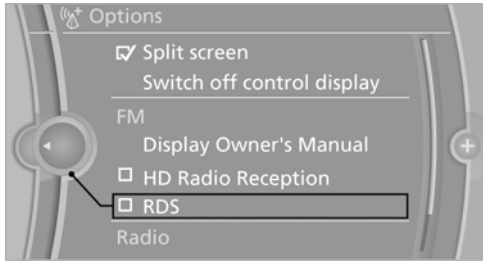 Options
Split screen
Switch off control display
FM
Display Owner's Manual
HD Radio Reception
RDS
Radio